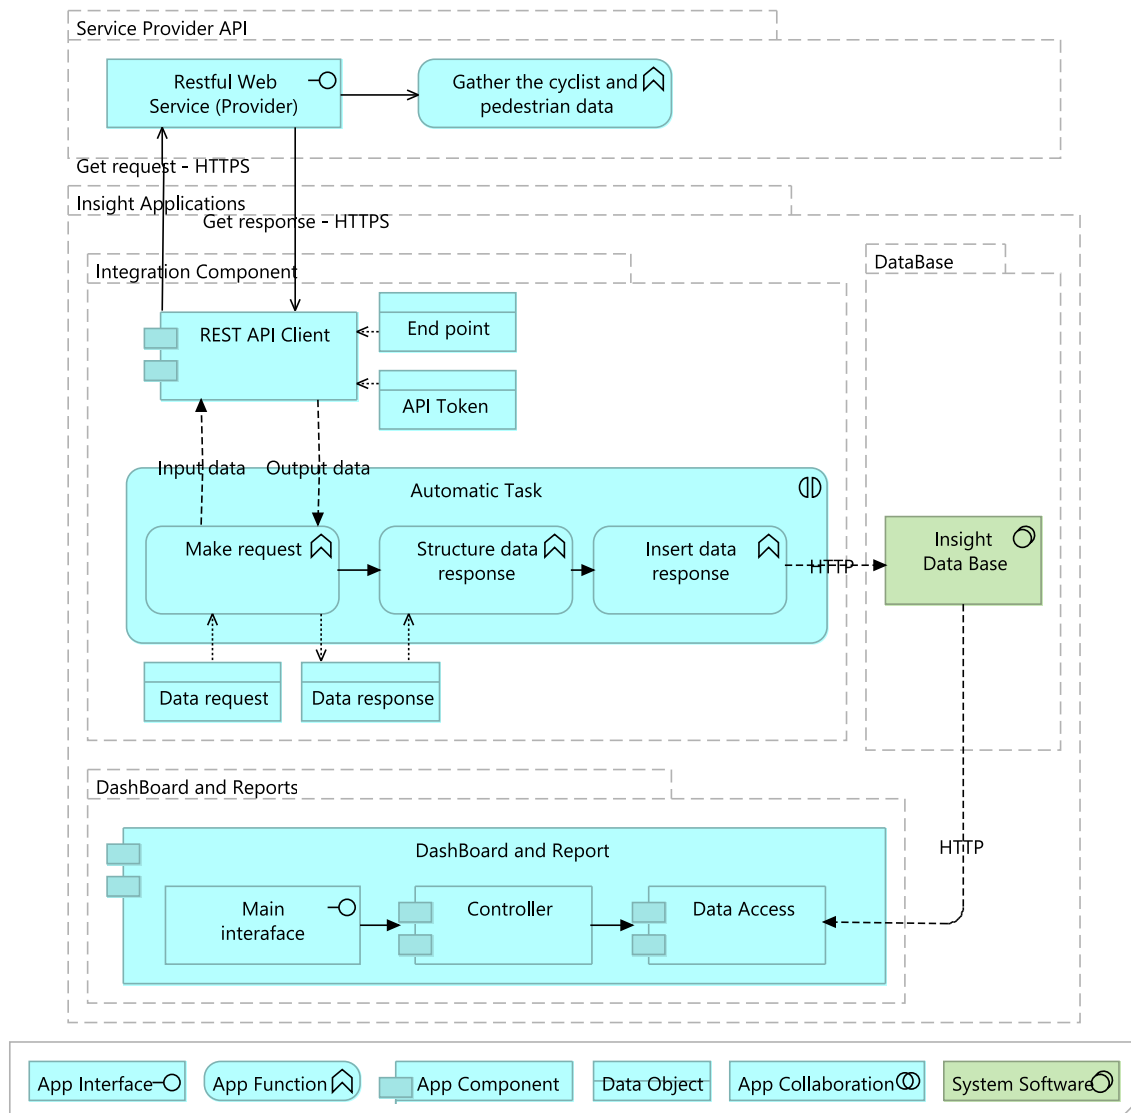 Service Provider API
Restful Web
Service (Provider)
Gather the cyclist and
pedestrian data
Get request - HTTPS
Insight Applications
Get response - HTTPS
Integration Component
DataBase
REST API Client
End point
API Token
Input data
Output data
Automatic Task
Make request
Structure data
response
Insert data
response
HTTP
Insight
Data Base
Data request
Data response
DashBoard and Reports
DashBoard and Report
HTTP
Main
interaface
Controller
Data Access
App Interface
App Function
App Component
Data Object
App Collaboration
System Software